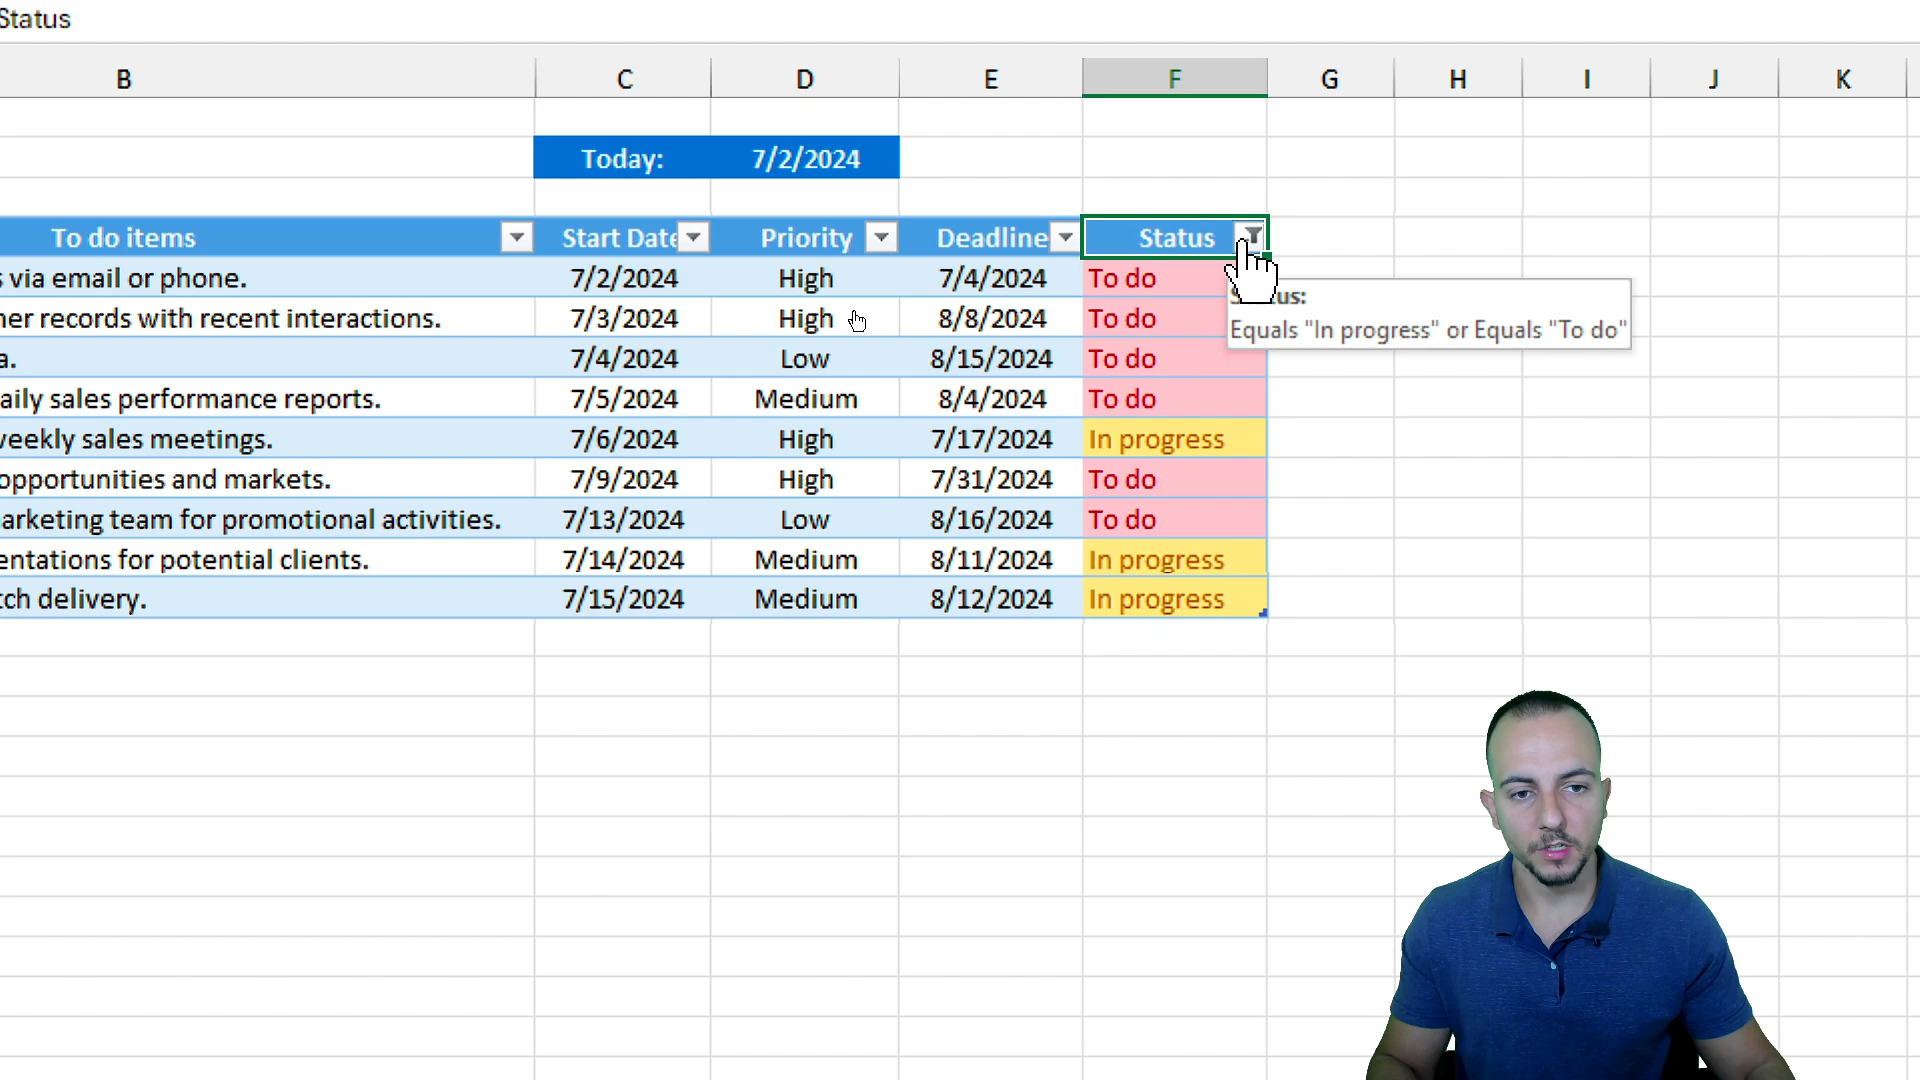 Status
B C D E F G H I J K
Today: 7/2/2024
To do items Start Date Priority Deadline Status
s via email or phone. 7/2/2024 High 7/4/2024 To do
ner records with recent interactions. 7/3/2024 High 8/8/2024 To do
a. 7/4/2024 Low 8/15/2024 To do
aily sales performance reports. 7/5/2024 Medium 8/4/2024 To do
weekly sales meetings. 7/6/2024 High 7/17/2024 In progress
opportunities and markets. 7/9/2024 High 7/31/2024 To do
arketing team for promotional activities. 7/13/2024 Low 8/16/2024 To do
entations for potential clients. 7/14/2024 Medium 8/11/2024 In progress
tch delivery. 7/15/2024 Medium 8/12/2024 In progress
Status:
Equals "In progress" or Equals "To do"